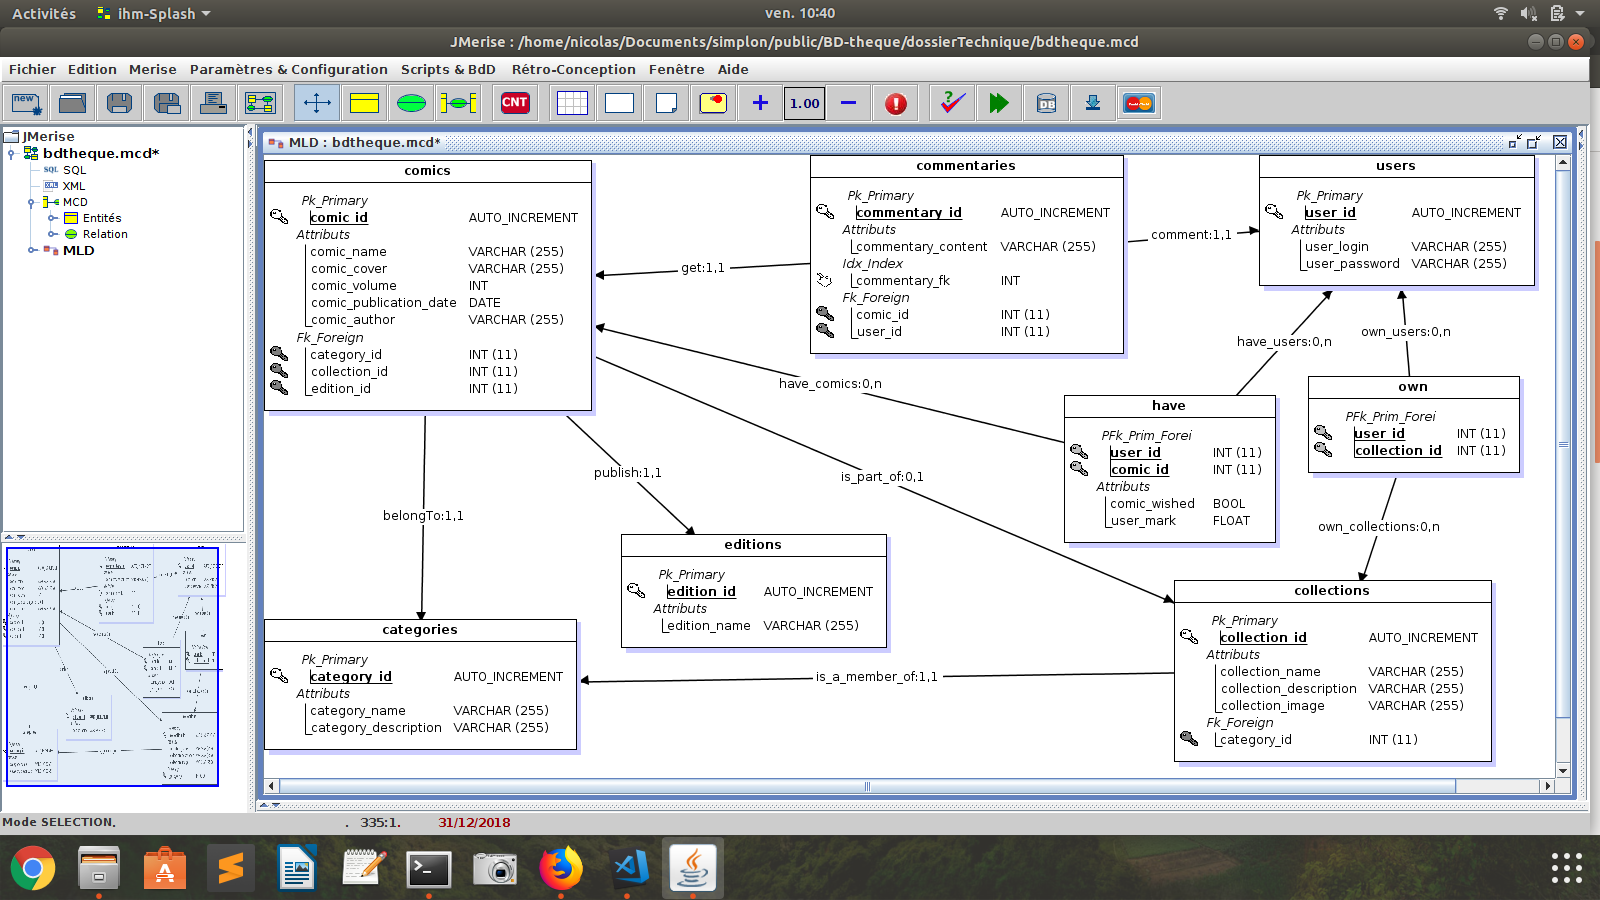 Activités
ihm-Splash
ven. 10:40
JMerise : /home/nicolas/Documents/simplon/public/BD-theque/dossierTechnique/bdtheque.mcd
Fichier Edition Merise Paramètres & Configuration Scripts & BdD Rétro-Conception Fenêtre Aide
new
CNT
1.00
DB
JMerise
bdtheque.mcd*
SQL SQL
XML
MCD
Entités
Relation
MLD
MLD : bdtheque.mcd*
comics
Pk_Primary
comic_id AUTO_INCREMENT
Attributs
comic_name VARCHAR (255)
comic_cover VARCHAR (255)
comic_volume INT
comic_publication_date DATE
comic_author VARCHAR (255)
Fk_Foreign
category_id INT (11)
collection_id INT (11)
edition_id INT (11)
commentaries
Pk_Primary
commentary_id AUTO_INCREMENT
Attributs
commentary_content VARCHAR (255)
Idx_Index
commentary_fk INT
Fk_Foreign
comic_id INT (11)
user_id INT (11)
users
Pk_Primary
user_id AUTO_INCREMENT
Attributs
user_login VARCHAR (255)
user_password VARCHAR (255)
comment:1,1
get:1,1
have_users:0,n
own_users:0,n
have_comics:0,n
have
PFk_Prim_Forei
user_id INT (11)
comic_id INT (11)
Attributs
comic_wished BOOL
user_mark FLOAT
own
PFk_Prim_Forei
user_id INT (11)
collection_id INT (11)
publish:1,1
is_part_of:0,1
belongTo:1,1
own_collections:0,n
editions
Pk_Primary
edition_id AUTO_INCREMENT
Attributs
edition_name VARCHAR (255)
categories
Pk_Primary
category_id AUTO_INCREMENT
Attributs
category_name VARCHAR (255)
category_description VARCHAR (255)
is_a_member_of:1,1
collections
Pk_Primary
collection_id AUTO_INCREMENT
Attributs
collection_name VARCHAR (255)
collection_description VARCHAR (255)
collection_image VARCHAR (255)
Fk_Foreign
category_id INT (11)
Mode SELECTION. . 335:1. 31/12/2018